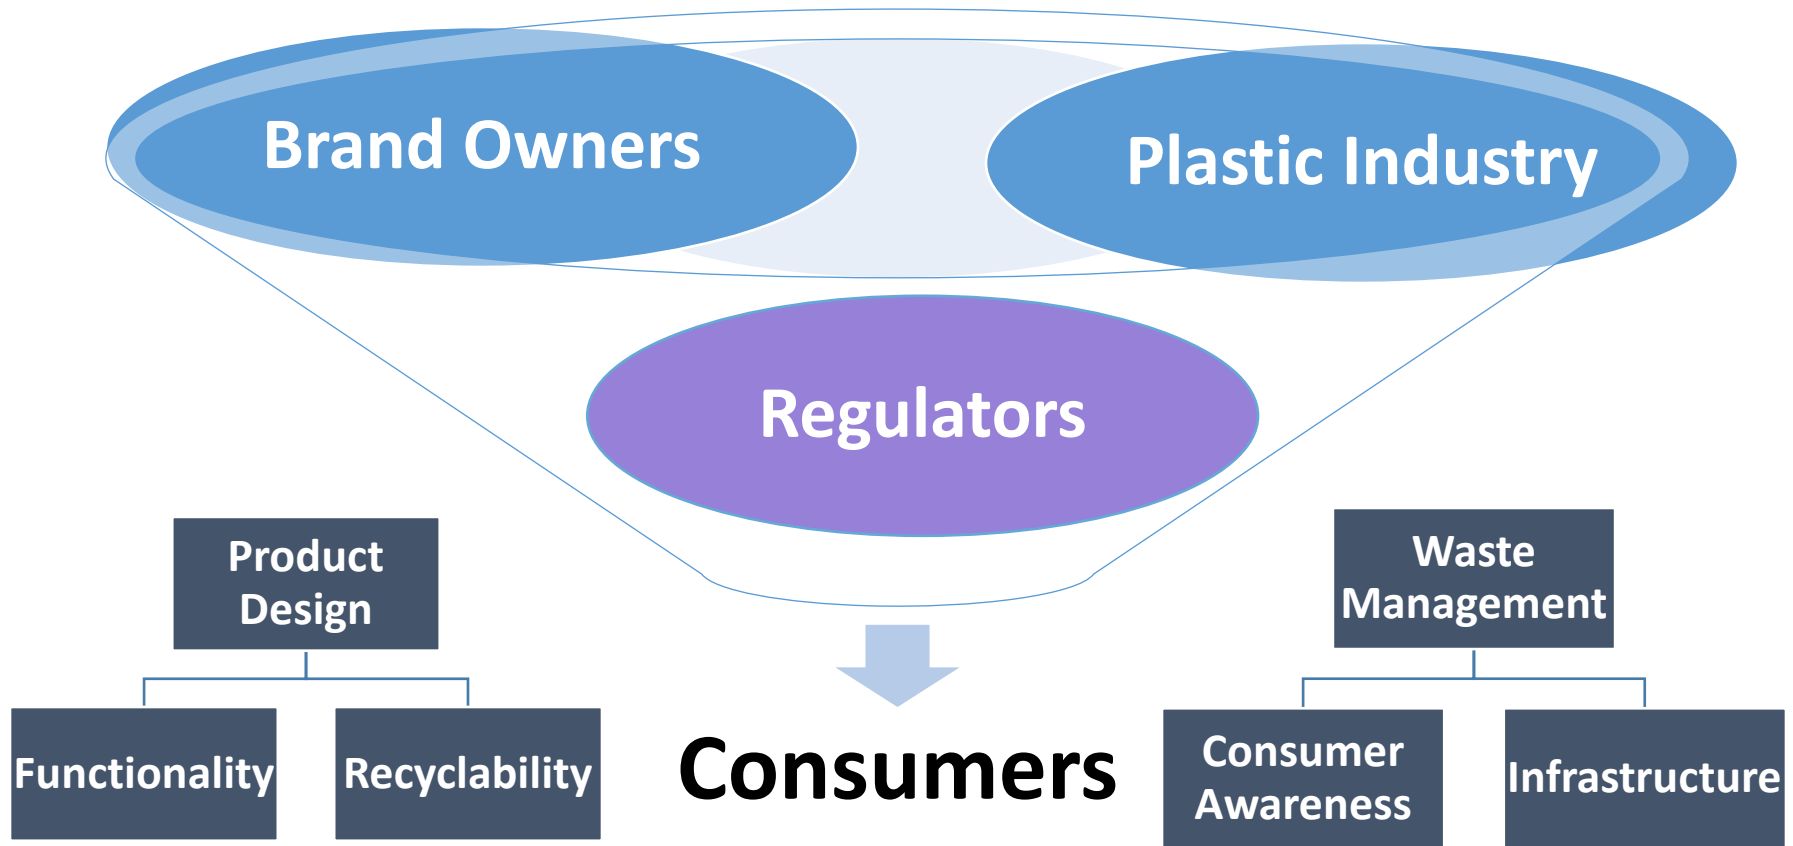 Brand Owners
Plastic Industry
Regulators
Product
Design
Functionality
Recyclability
Consumers
Waste
Management
Consumer
Awareness
Infrastructure